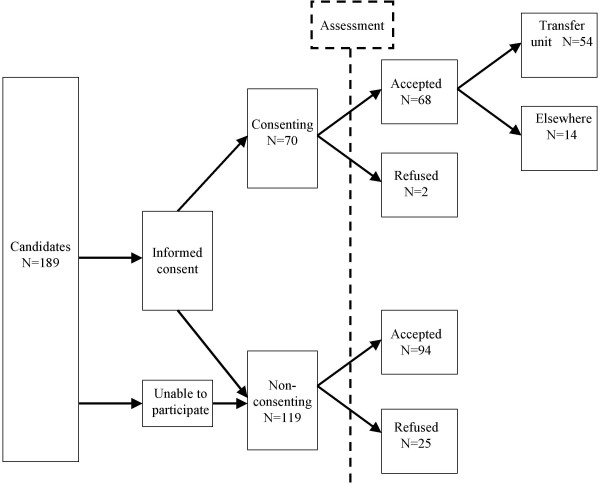 Candidates
N=189
Informed
consent
Unable to
participate
Consenting
N=70
Non-
consenting
N=119
Assessment
Accepted
N=68
Refused
N=2
Accepted
N=94
Refused
N=25
Transfer
unit N=54
Elsewhere
N=14